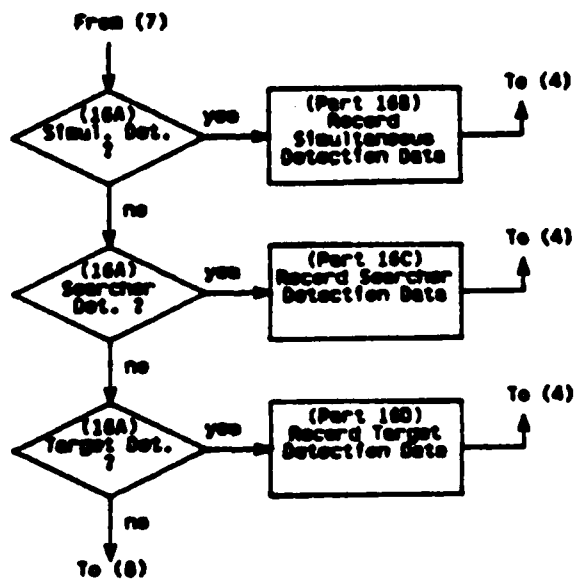 From (7)
(16A)
Simul. Det.
?
yes
(Part 16B)
Record
Simultaneous
Detection Data
To (4)
no
(16A)
Searcher
Det. ?
yes
(Part 16C)
Record Searcher
Detection Data
To (4)
no
(16A)
Target Det.
?
yes
(Part 16D)
Record Target
Detection Data
To (4)
no
To (8)